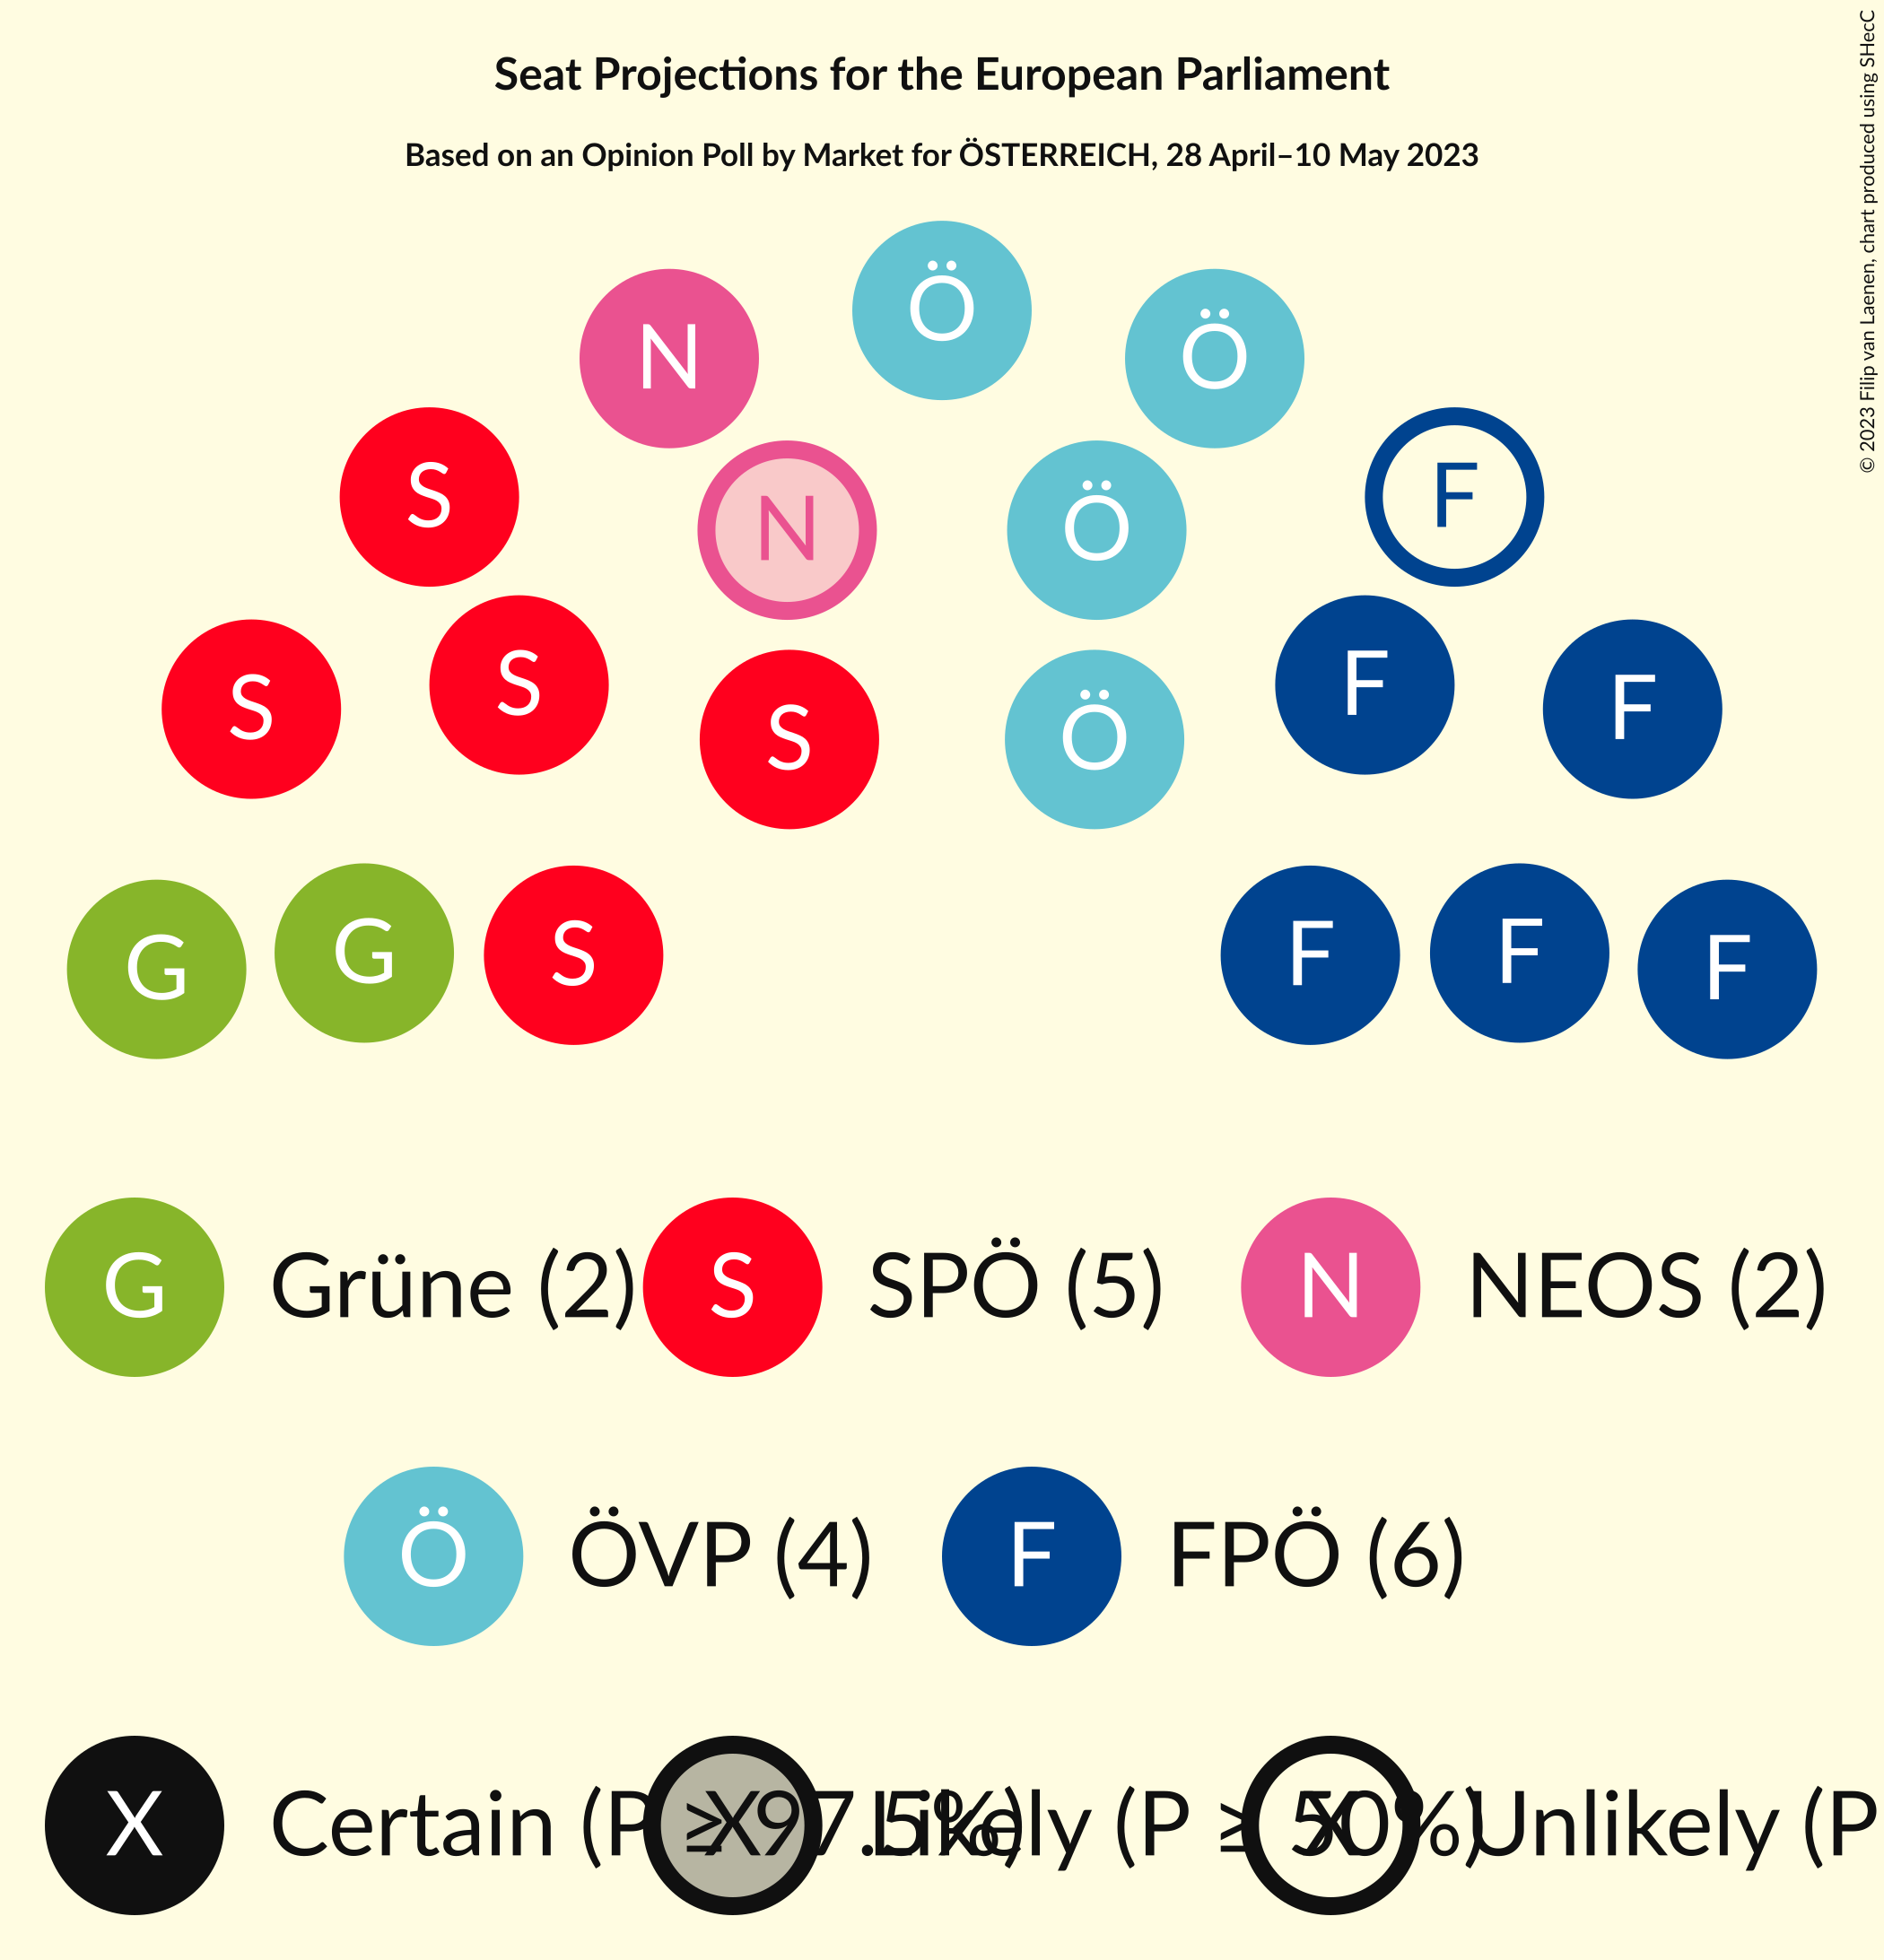 Seat Projections for the European Parliament
Based on an Opinion Poll by Market for ÖSTERREICH, 28 April–10 May 2023
© 2023 Filip van Laenen, chart produced using SHecC
Ö
N Ö
S F
N Ö
S S F F
S Ö
G G S F F F
G Grüne (2) S SPÖ (5) N NEOS (2)
Ö ÖVP (4) F FPÖ (6)
X Certain (P ≥ 97.5%) X Likely (P ≥ 50%) X Unlikely (P